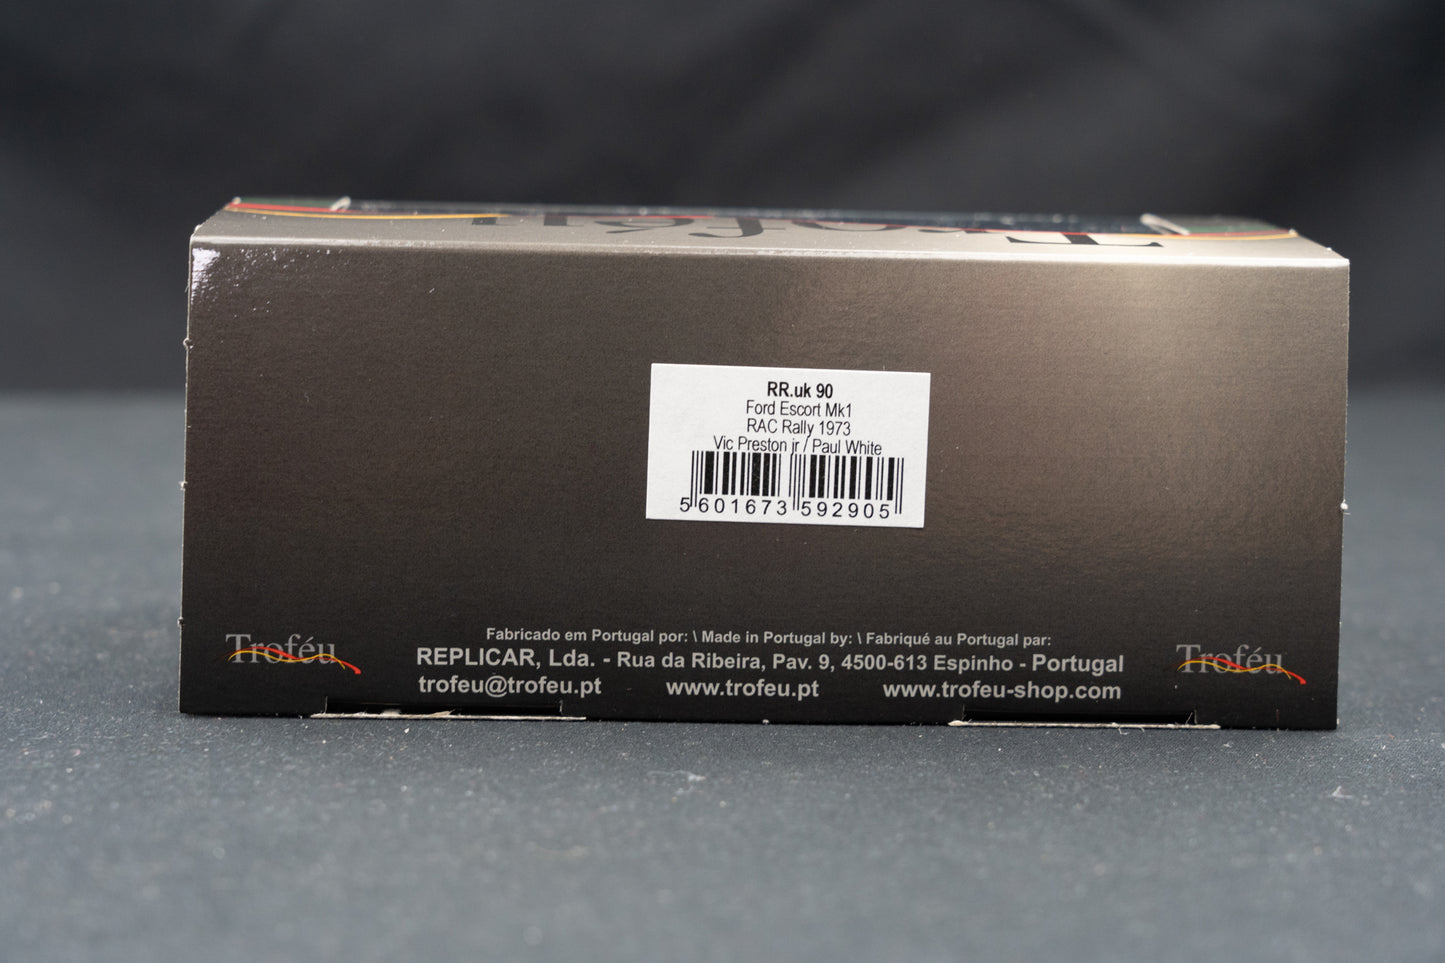 Troféu
RR.uk 90
Ford Escort Mk1
RAC Rally 1973
Vic Preston jr / Paul White
5 601673 592905
Troféu
Fabricado em Portugal por: \ Made in Portugal by: \ Fabriqué au Portugal par:
REPLICAR, Lda. - Rua da Ribeira, Pav. 9, 4500-613 Espinho - Portugal
trofeu@trofeu.pt www.trofeu.pt www.trofeu-shop.com
Troféu